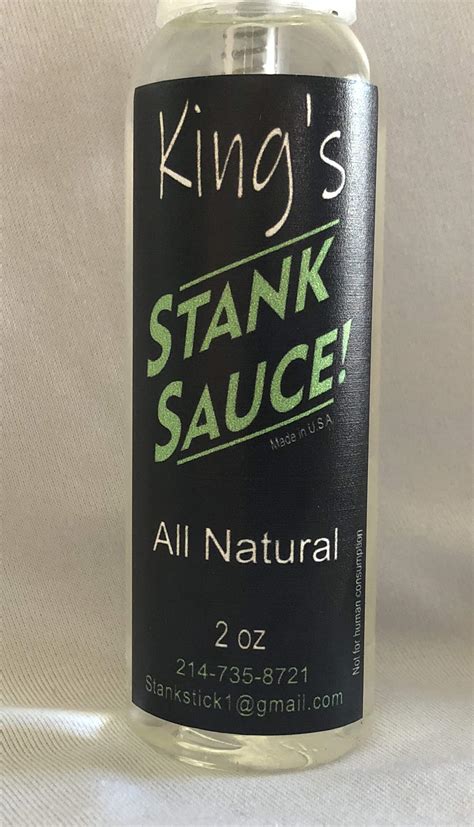 King's
STANK
SAUCE!
Made in U.S.A
All Natural
2 oz
214-735-8721
Stankstick1@gmail.com
Not for human consumption